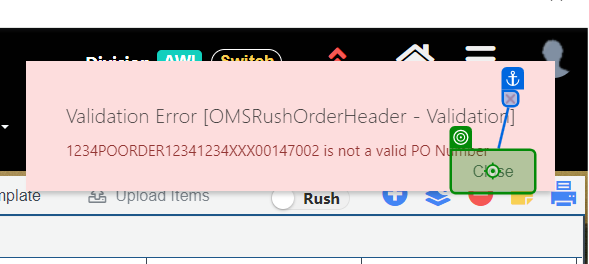 Division AWI Switch
Validation Error [OMSRushOrderHeader - Validation]
1234POORDER12341234XXX00147002 is not a valid PO Number
Close
mplate Upload Items Rush